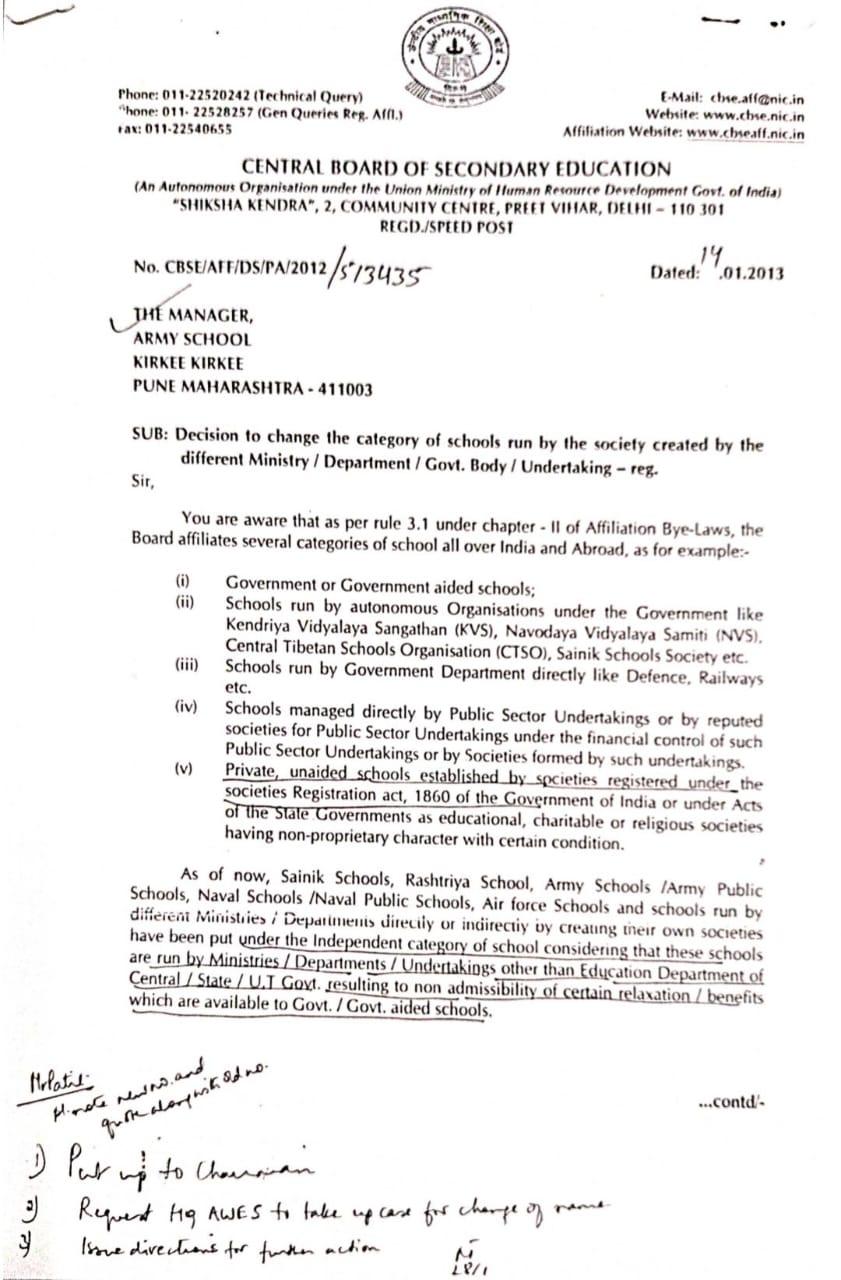 Phone: 011-22520242 (Technical Query)
Phone: 011- 22528257 (Gen Queries Reg. Affl.)
Fax: 011-22540655
E-Mail: cbse.aff@nic.in
Website: www.cbse.nic.in
Affiliation Website: www.cbseaff.nic.in
CENTRAL BOARD OF SECONDARY EDUCATION
(An Autonomous Organisation under the Union Ministry of Human Resource Development Govt. of India)
"SHIKSHA KENDRA", 2, COMMUNITY CENTRE, PREET VIHAR, DELHI – 110 301
REGD./SPEED POST
No. CBSE/AFF/DS/PA/2012/513435
Dated: 14.01.2013
THE MANAGER,
ARMY SCHOOL
KIRKEE KIRKEE
PUNE MAHARASHTRA - 411003
SUB: Decision to change the category of schools run by the society created by the
different Ministry / Department / Govt. Body / Undertaking – reg.
Sir,
You are aware that as per rule 3.1 under chapter - II of Affiliation Bye-Laws, the
Board affiliates several categories of school all over India and Abroad, as for example:-
(i) Government or Government aided schools;
(ii) Schools run by autonomous Organisations under the Government like
Kendriya Vidyalaya Sangathan (KVS), Navodaya Vidyalaya Samiti (NVS),
Central Tibetan Schools Organisation (CTSO), Sainik Schools Society etc.
(iii) Schools run by Government Department directly like Defence, Railways
etc.
(iv) Schools managed directly by Public Sector Undertakings or by reputed
societies for Public Sector Undertakings under the financial control of such
Public Sector Undertakings or by Societies formed by such undertakings.
(v) Private, unaided schools established by societies registered under the
societies Registration act, 1860 of the Government of India or under Acts
of the State Governments as educational, charitable or religious societies
having non-proprietary character with certain condition.
As of now, Sainik Schools, Rashtriya School, Army Schools /Army Public
Schools, Naval Schools /Naval Public Schools, Air force Schools and schools run by
different Ministries / Departments directly or indirectly by creating their own societies
have been put under the Independent category of school considering that these schools
are run by Ministries / Departments / Undertakings other than Education Department of
Central / State / U.T Govt. resulting to non admissibility of certain relaxation / benefits
which are available to Govt. / Govt. aided schools.
...contd/-
Mr Patil:-
note new no. and
quote along with old no.
1) Put up to Chairman
2) Request HQ AWES to take up case for change of name
3) Issue directions for further action
28/1